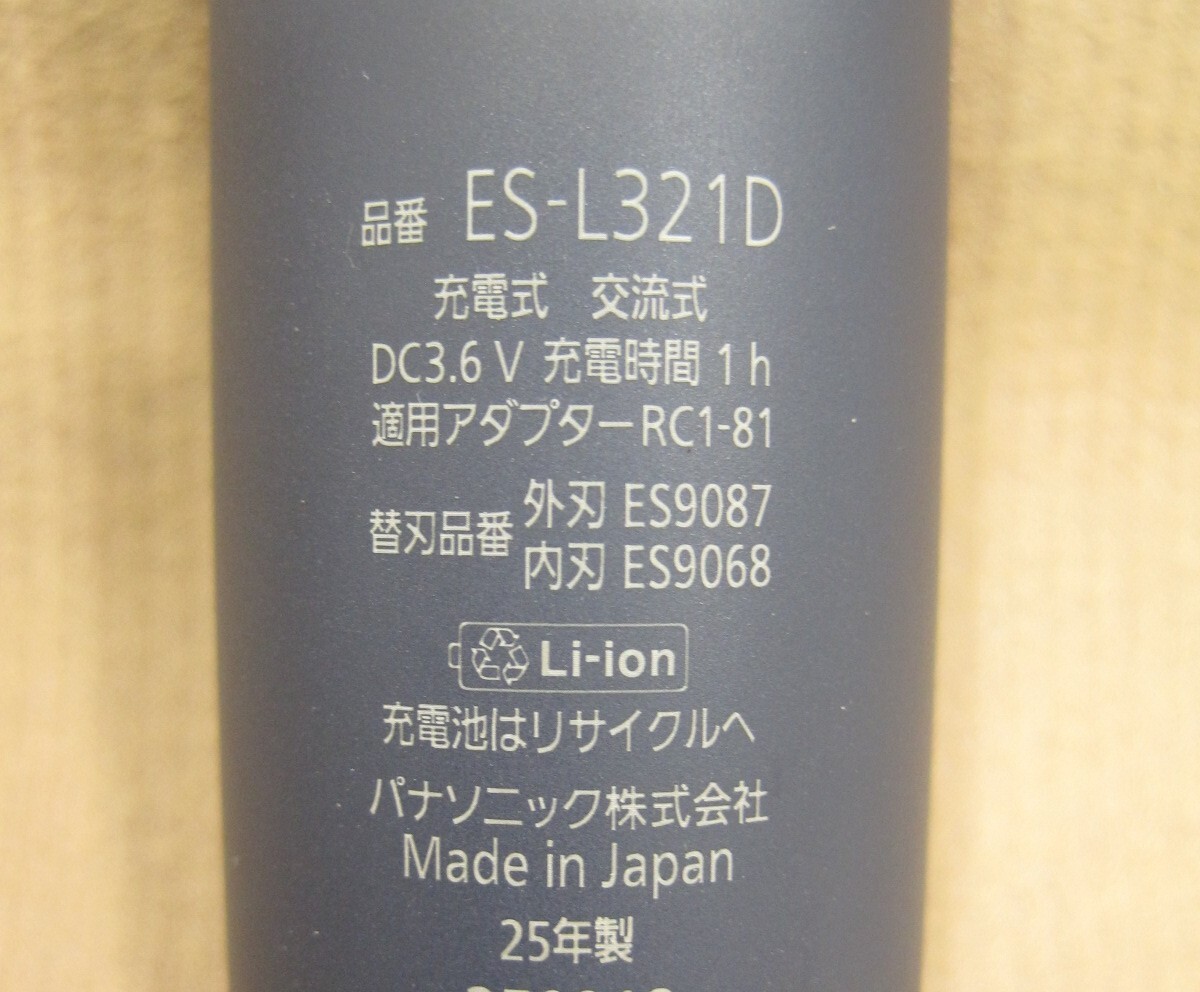 品番 ES-L321D
充電式 交流式
DC3.6 V 充電時間 1 h
適用アダプターRC1-81
替刃品番 外刃 ES9087
内刃 ES9068
Li-ion
充電池はリサイクルへ
パナソニック株式会社
Made in Japan
25年製